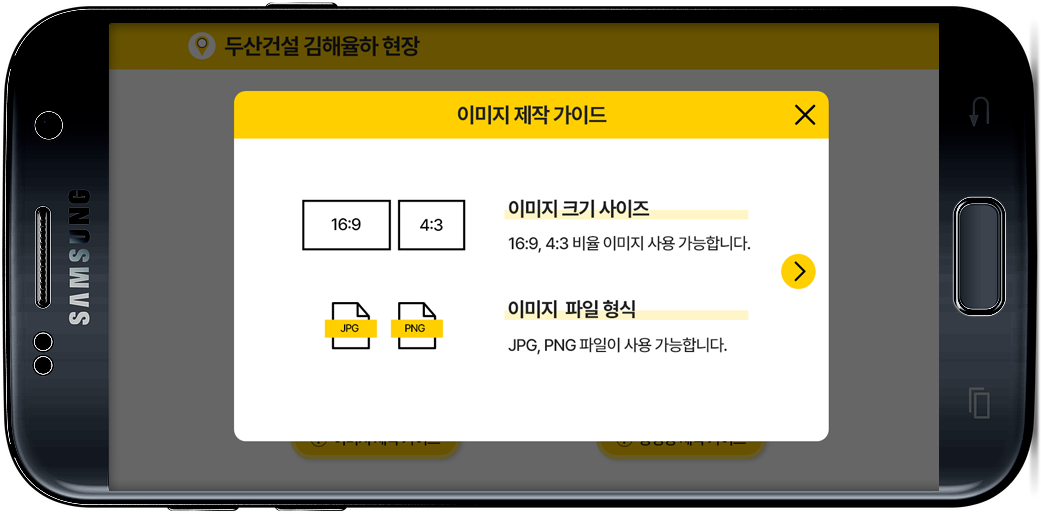 두산건설 김해율하 현장
이미지 제작 가이드
16:9
4:3
이미지 크기 사이즈
16:9, 4:3 비율 이미지 사용 가능합니다.
JPG
PNG
이미지 파일 형식
JPG, PNG 파일이 사용 가능합니다.
SAMSUNG